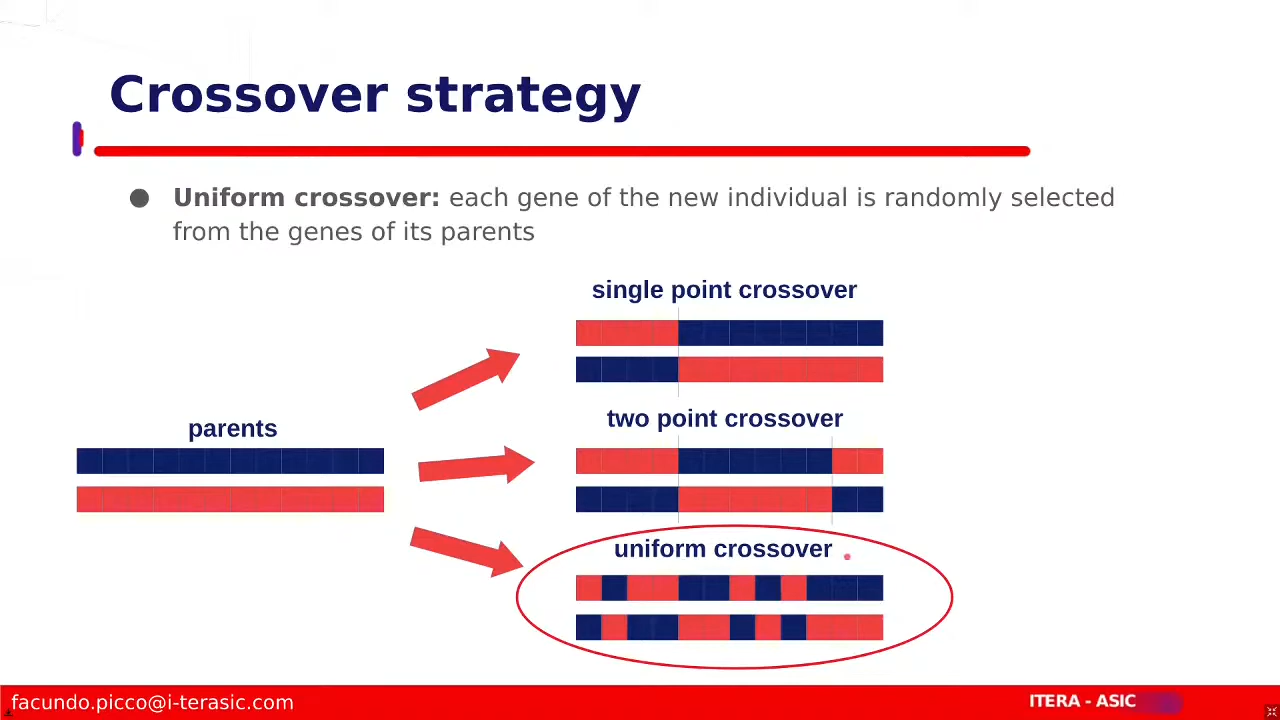 Crossover strategy
● Uniform crossover: each gene of the new individual is randomly selected
from the genes of its parents
single point crossover
two point crossover
parents
uniform crossover
facundo.picco@i-terasic.com
ITERA - ASIC